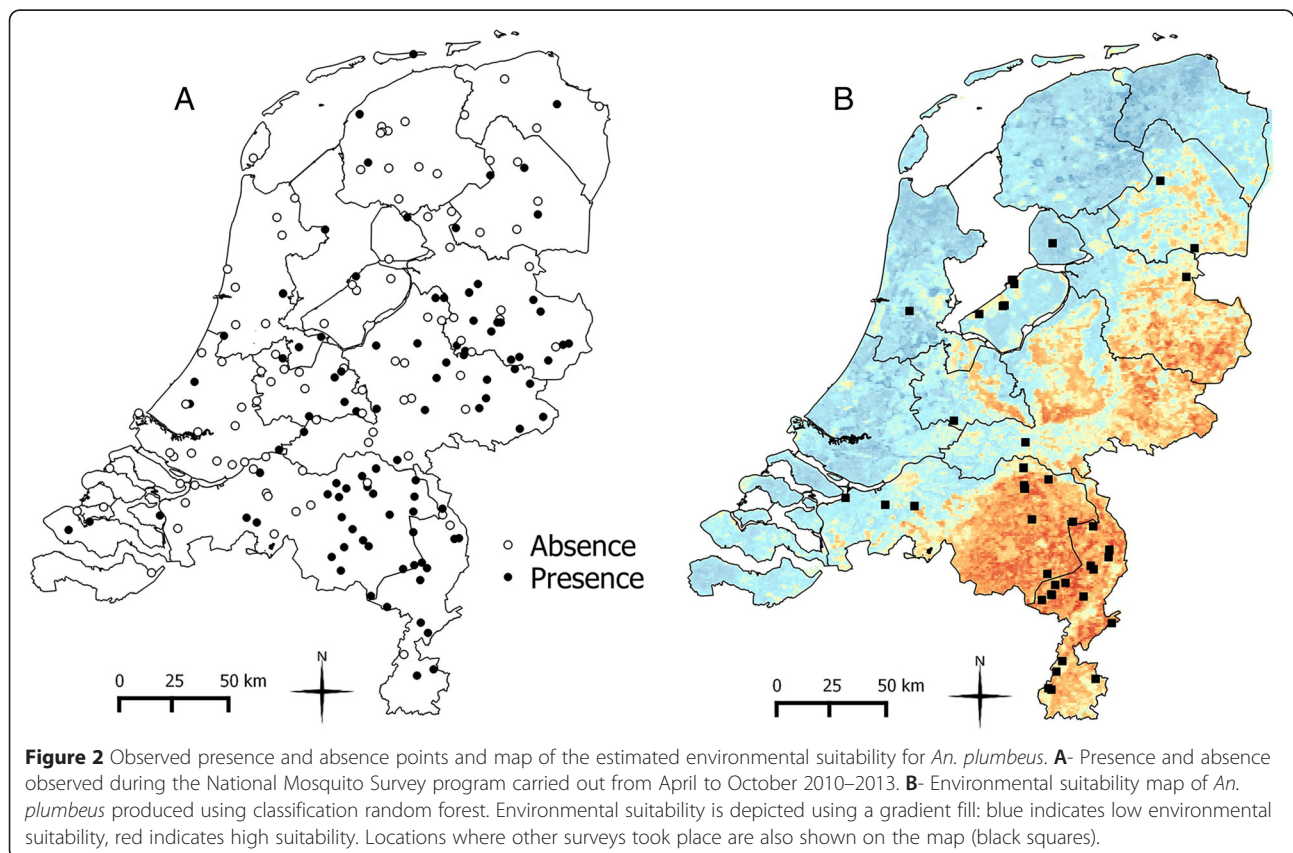 A
B
Absence
Presence
N
0 25 50 km
N
0 25 50 km
Figure 2 Observed presence and absence points and map of the estimated environmental suitability for An. plumbeus. A- Presence and absence
observed during the National Mosquito Survey program carried out from April to October 2010–2013. B- Environmental suitability map of An.
plumbeus produced using classification random forest. Environmental suitability is depicted using a gradient fill: blue indicates low environmental
suitability, red indicates high suitability. Locations where other surveys took place are also shown on the map (black squares).